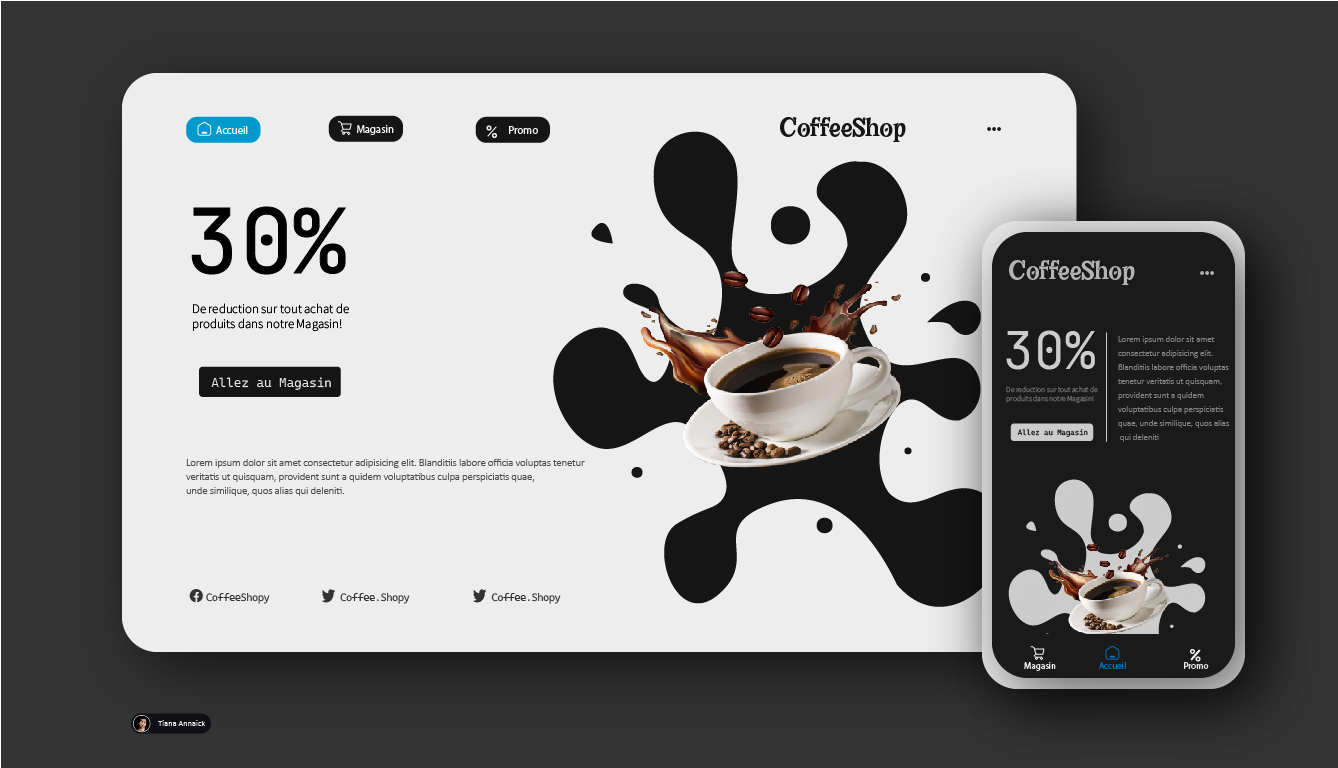 Accueil
Magasin
Promo
CoffeeShop
30%
De reduction sur tout achat de
produits dans notre Magasin!
Allez au Magasin
Lorem ipsum dolor sit amet consectetur adipisicing elit. Blanditiis labore officia voluptas tenetur
veritatis ut quisquam, provident sunt a quidem voluptatibus culpa perspiciatis quae,
unde similique, quos alias qui deleniti.
CoffeeShopy
Coffee.Shopy
Coffee.Shopy
CoffeeShop
30%
De reduction sur tout achat de
produits dans notre Magasin!
Allez au Magasin
Lorem ipsum dolor sit amet
consectetur adipisicing elit.
Blanditiis labore officia voluptas
tenetur veritatis ut quisquam,
provident sunt a quidem
voluptatibus culpa perspiciatis
quae, unde similique, quos alias
qui deleniti
Magasin
Accueil
Promo
Tiana Annaick